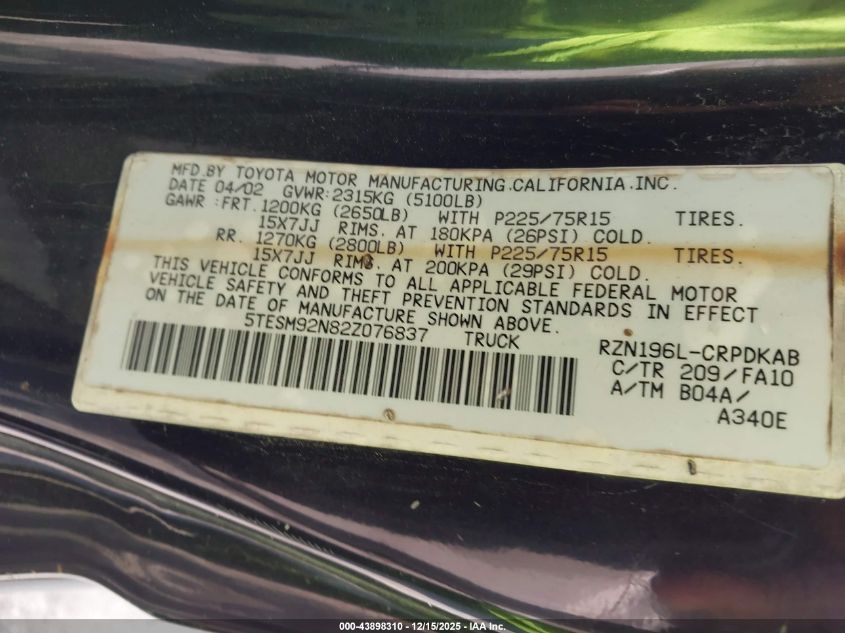 MFD.BY TOYOTA MOTOR MANUFACTURING.CALIFORNIA.INC.
DATE 04/02 GVWR:2315KG (5100LB)
GAWR :FRT.1200KG (2650LB) WITH P225/75R15 TIRES.
15X7JJ RIMS. AT 180KPA (26PSI) COLD.
RR. 1270KG (2800LB) WITH P225/75R15 TIRES.
15X7JJ RIMS. AT 200KPA (29PSI) COLD.
THIS VEHICLE CONFORMS TO ALL APPLICABLE FEDERAL MOTOR
VEHICLE SAFETY AND THEFT PREVENTION STANDARDS IN EFFECT
ON THE DATE OF MANUFACTURE SHOWN ABOVE.
5TESM92N82Z076837 TRUCK
RZN196L-CRPDKAB
C/TR 209/FA10
A/TM B04A/
A340E
000-43898310 - 12/15/2025 - IAA -